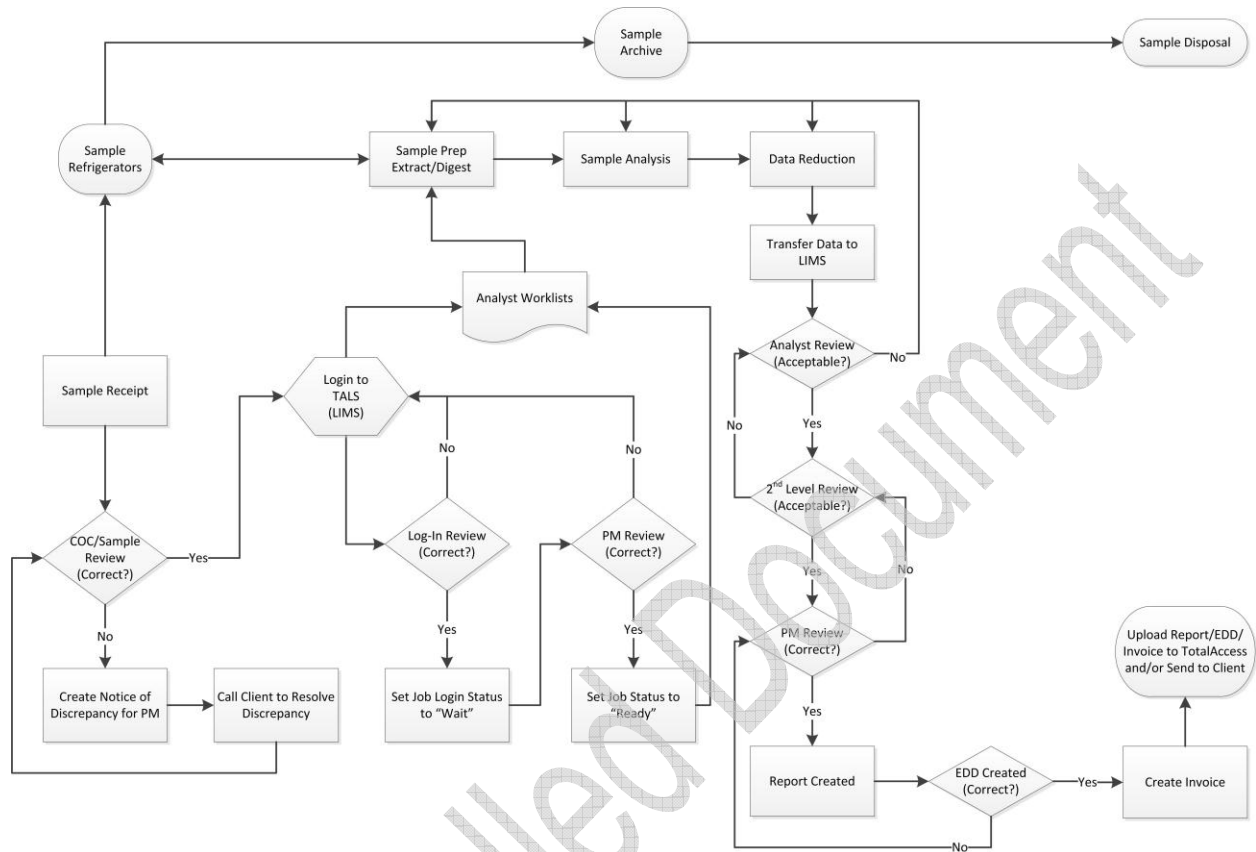 Sample
Archive
Sample Disposal
Sample
Refrigerators
Sample Prep
Extract/Digest
Sample Analysis
Data Reduction
Transfer Data to
LIMS
Analyst Worklists
Analyst Review
(Acceptable?)
No
Sample Receipt
Login to
TALS
(LIMS)
Yes
No
No
No
2nd Level Review
(Acceptable?)
COC/Sample
Review
(Correct?)
Yes
Log-In Review
(Correct?)
PM Review
(Correct?)
Yes
No
No
Yes
Yes
PM Review
(Correct?)
Upload Report/EDD/
Invoice to TotalAccess
and/or Send to Client
Create Notice of
Discrepancy for PM
Call Client to Resolve
Discrepancy
Set Job Login Status
to “Wait”
Set Job Status to
“Ready”
Yes
Report Created
EDD Created
(Correct?)
Yes
Create Invoice
No
lled Document